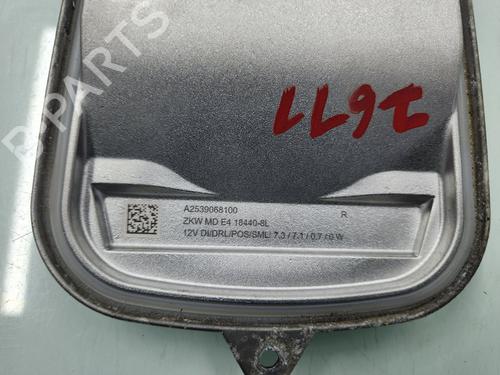 2677
A2539068100 R
ZKW MD E4 18440-8L
12V DI/DRL/POS/SML: 7.3 / 7.1 / 0.7 / 6 W
B-PARTS